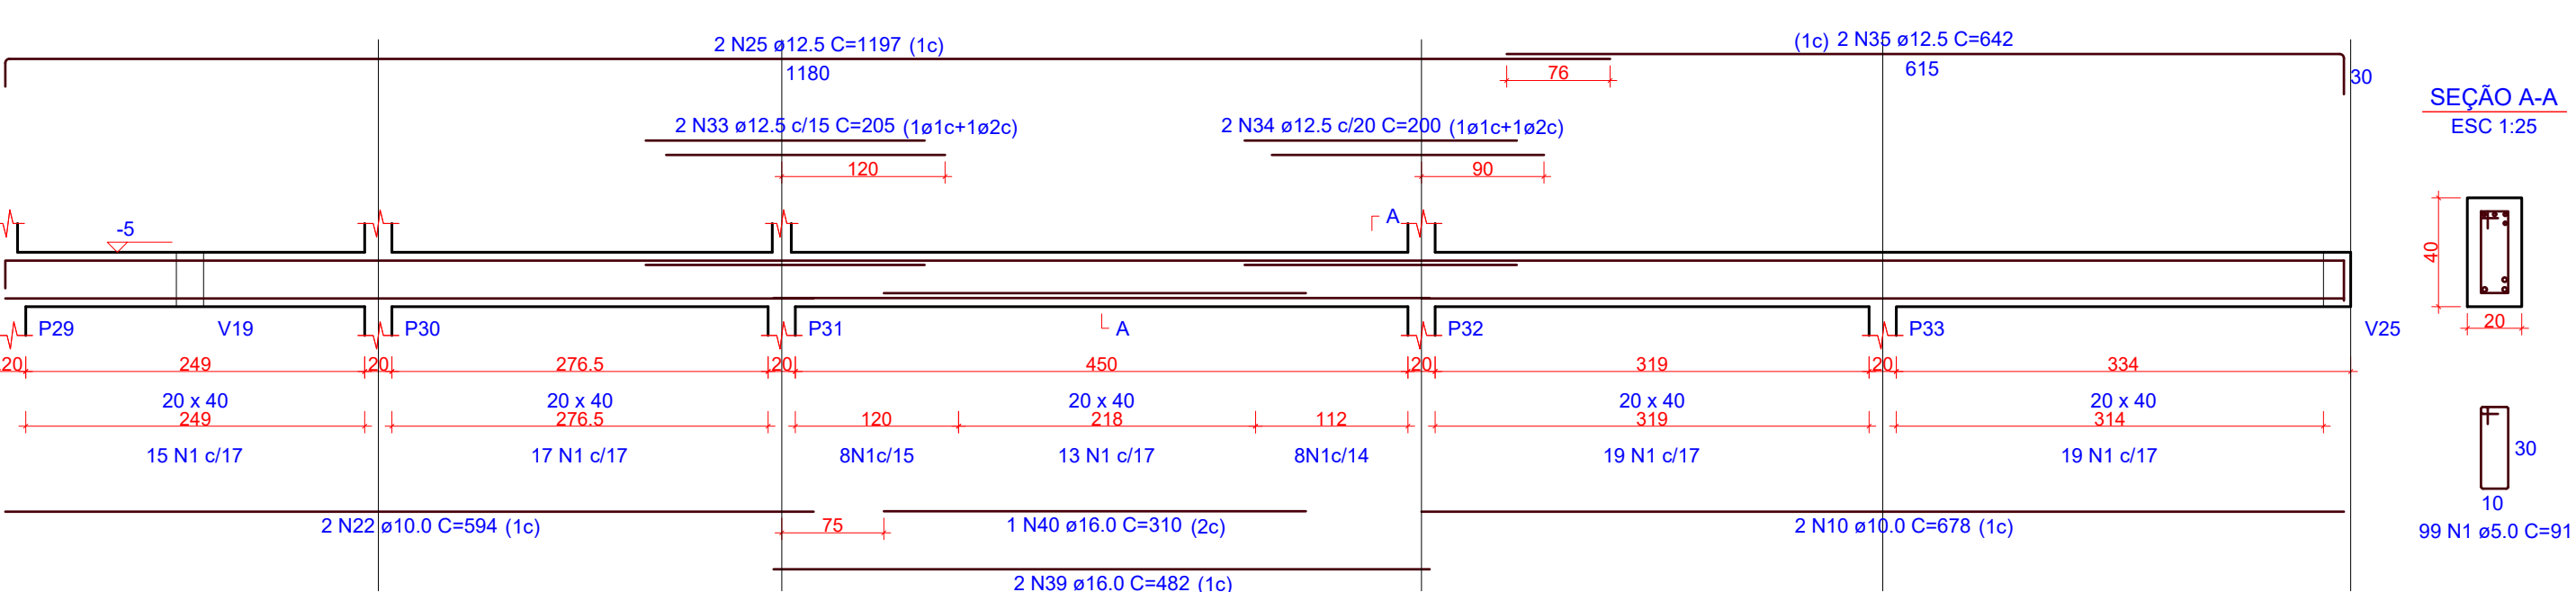 2 N25 ø12.5 C=1197 (1c)
1180
(1c) 2 N35 ø12.5 C=642
615
76
30
SEÇÃO A-A
ESC 1:25
2 N33 ø12.5 c/15 C=205 (1ø1c+1ø2c)
120
2 N34 ø12.5 c/20 C=200 (1ø1c+1ø2c)
90
-5
A
40
20
P29 V19 P30 P31 A P32 P33 V25
20 249 20 276.5 20 450 20 319 20 334
20 x 40 20 x 40 20 x 40 20 x 40 20 x 40
249 276.5 120 218 112 319 314
15 N1 c/17 17 N1 c/17 8N1c/15 13 N1 c/17 8N1c/14 19 N1 c/17 19 N1 c/17
30
10
99 N1 ø5.0 C=91
2 N22 ø10.0 C=594 (1c)
75
1 N40 ø16.0 C=310 (2c)
2 N10 ø10.0 C=678 (1c)
2 N39 ø16.0 C=482 (1c)